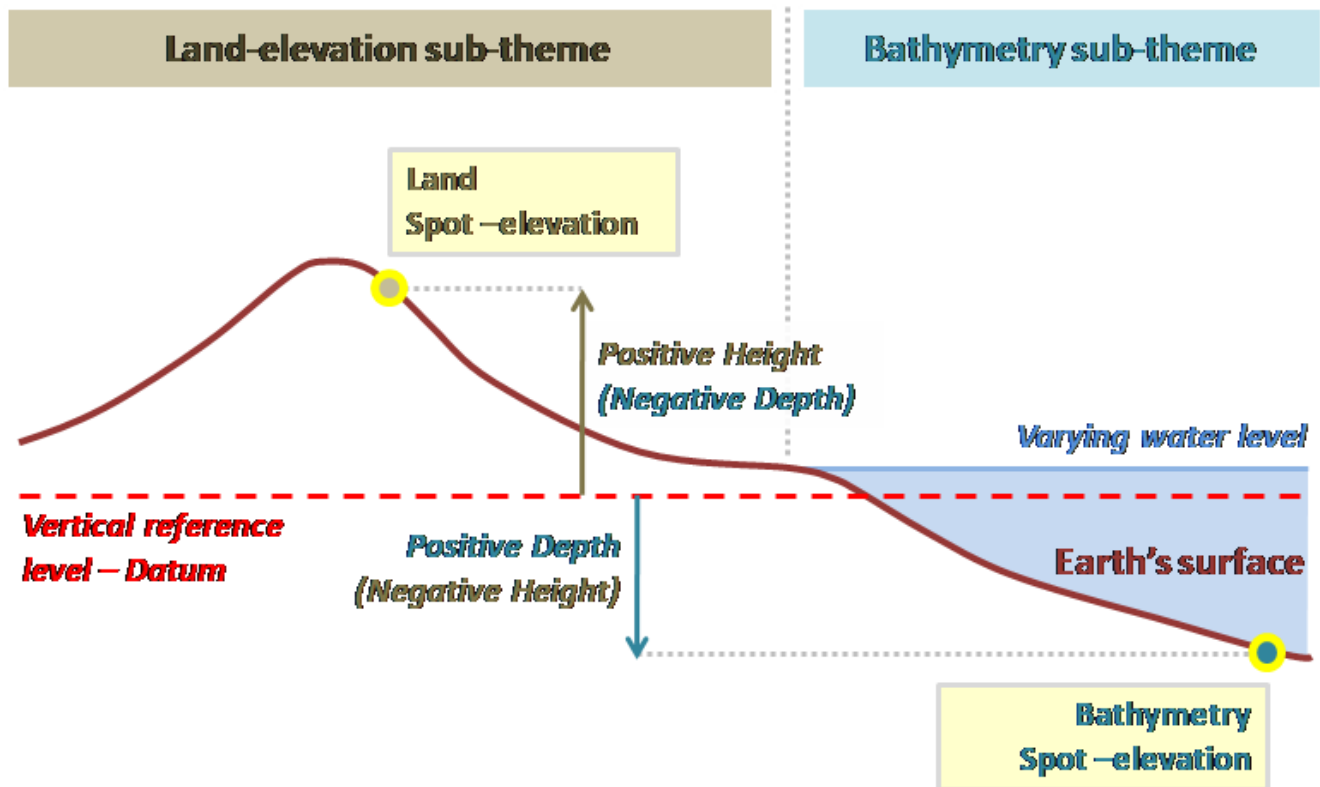 Land-elevation sub-theme
Bathymetry sub-theme
Land
Spot –elevation
Positive Height
(Negative Depth)
Varying water level
Vertical reference
level – Datum
Positive Depth
(Negative Height)
Earth's surface
Bathymetry
Spot –elevation